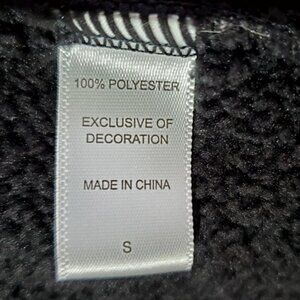 100% POLYESTER
EXCLUSIVE OF
DECORATION
MADE IN CHINA
S